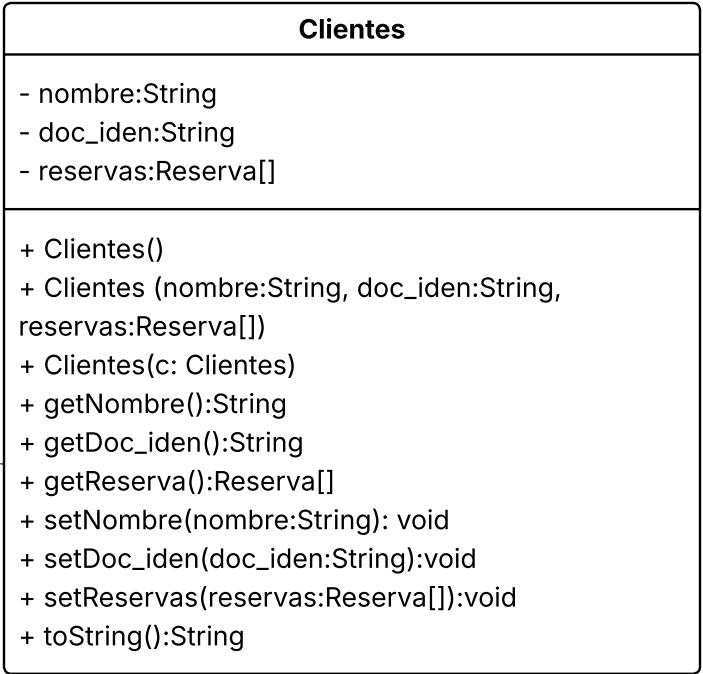 Clientes
- nombre:String
- doc_iden:String
- reservas:Reserva[]
+ Clientes()
+ Clientes (nombre:String, doc_iden:String,
reservas:Reserva[])
+ Clientes(c: Clientes)
+ getNombre():String
+ getDoc_iden():String
+ getReserva():Reserva[]
+ setNombre(nombre:String): void
+ setDoc_iden(doc_iden:String):void
+ setReservas(reservas:Reserva[]):void
+ toString():String